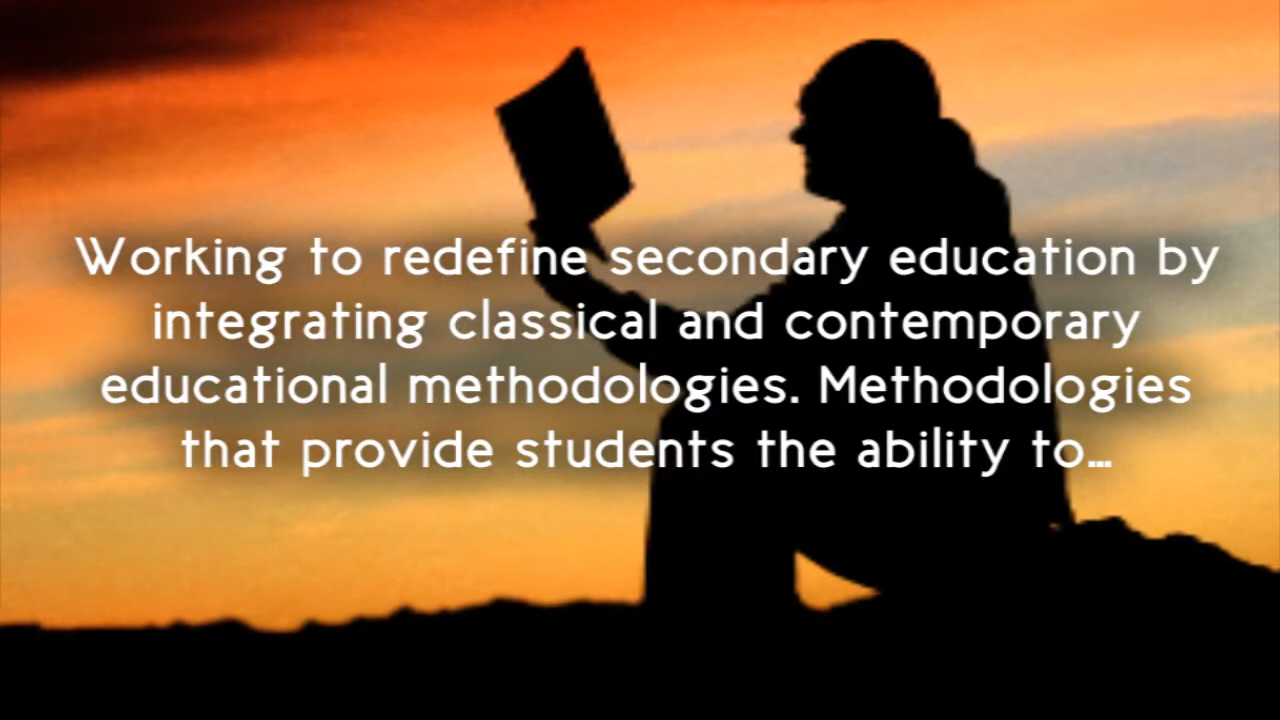 Working to redefine secondary education by
integrating classical and contemporary
educational methodologies. Methodologies
that provide students the ability to...